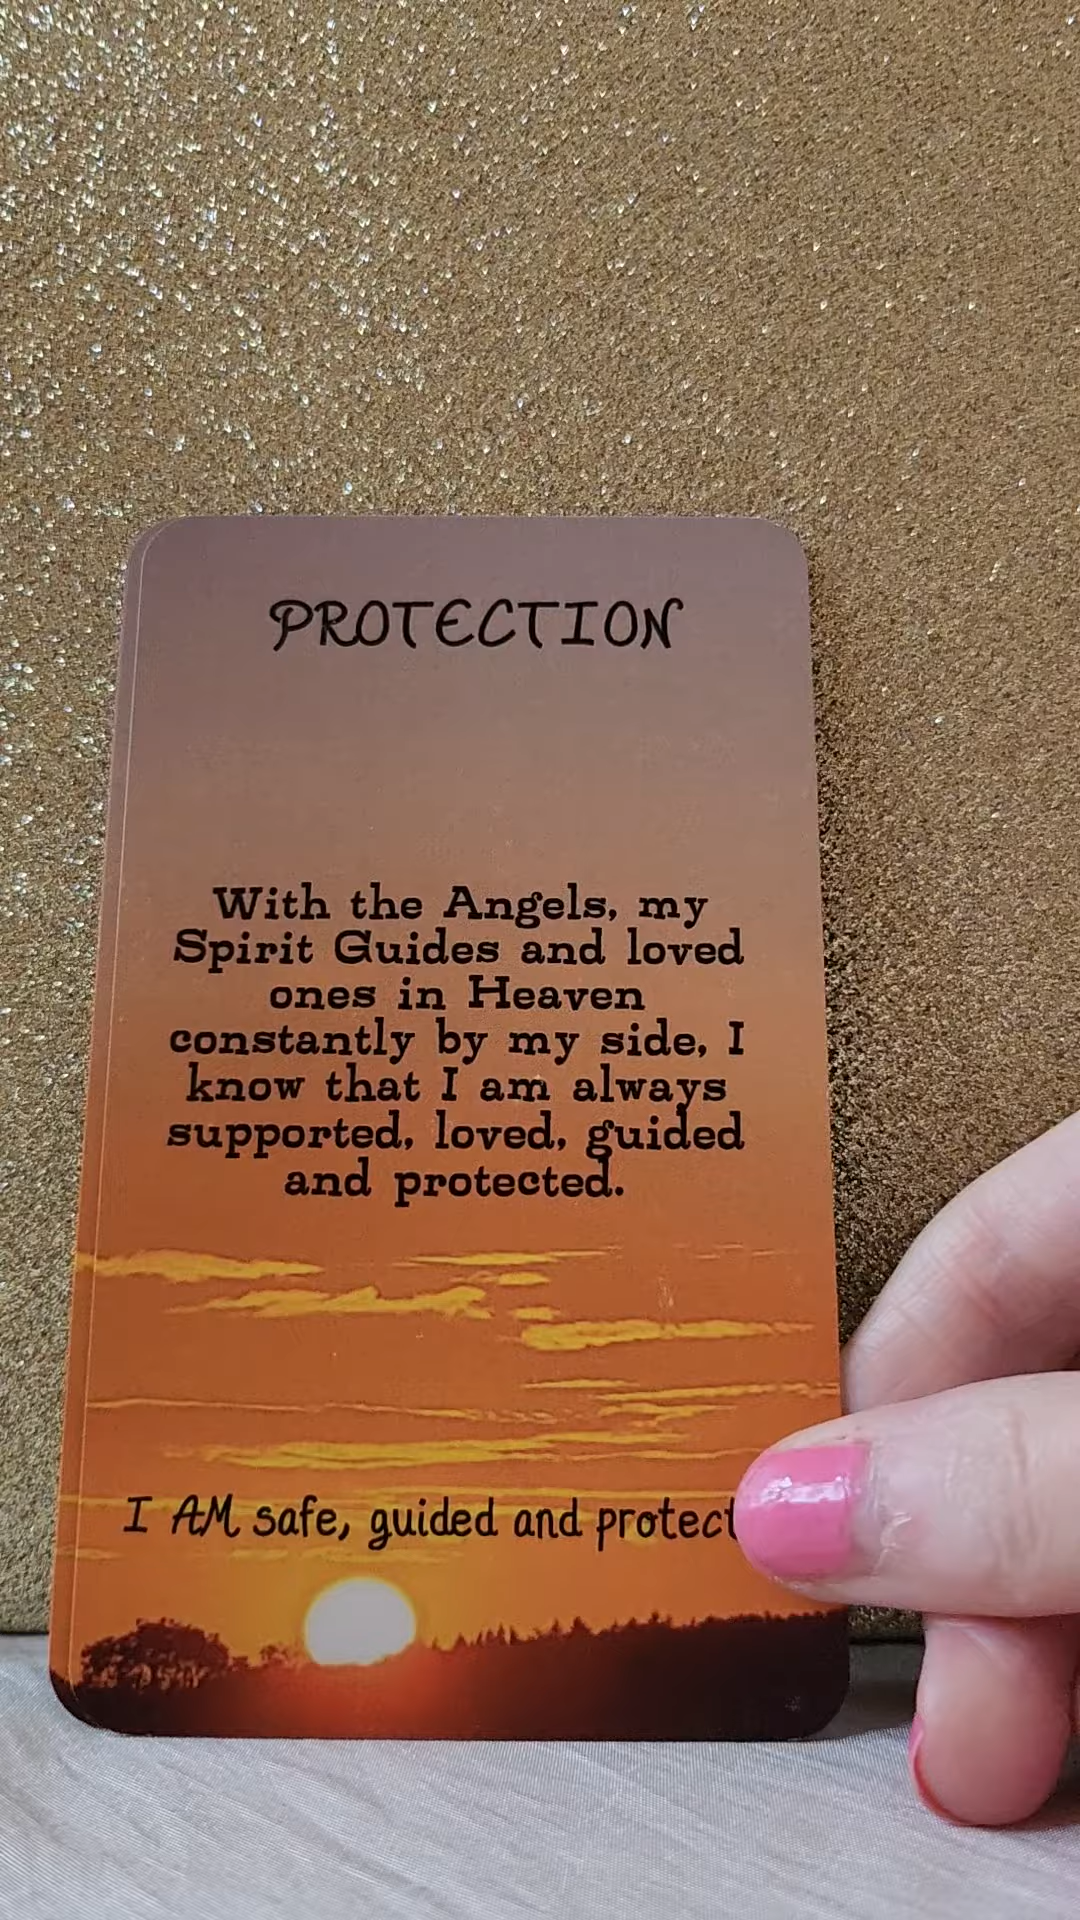 PROTECTION
With the Angels, my
Spirit Guides and loved
ones in Heaven
constantly by my side, I
know that I am always
supported, loved, guided
and protected.
I AM safe, guided and